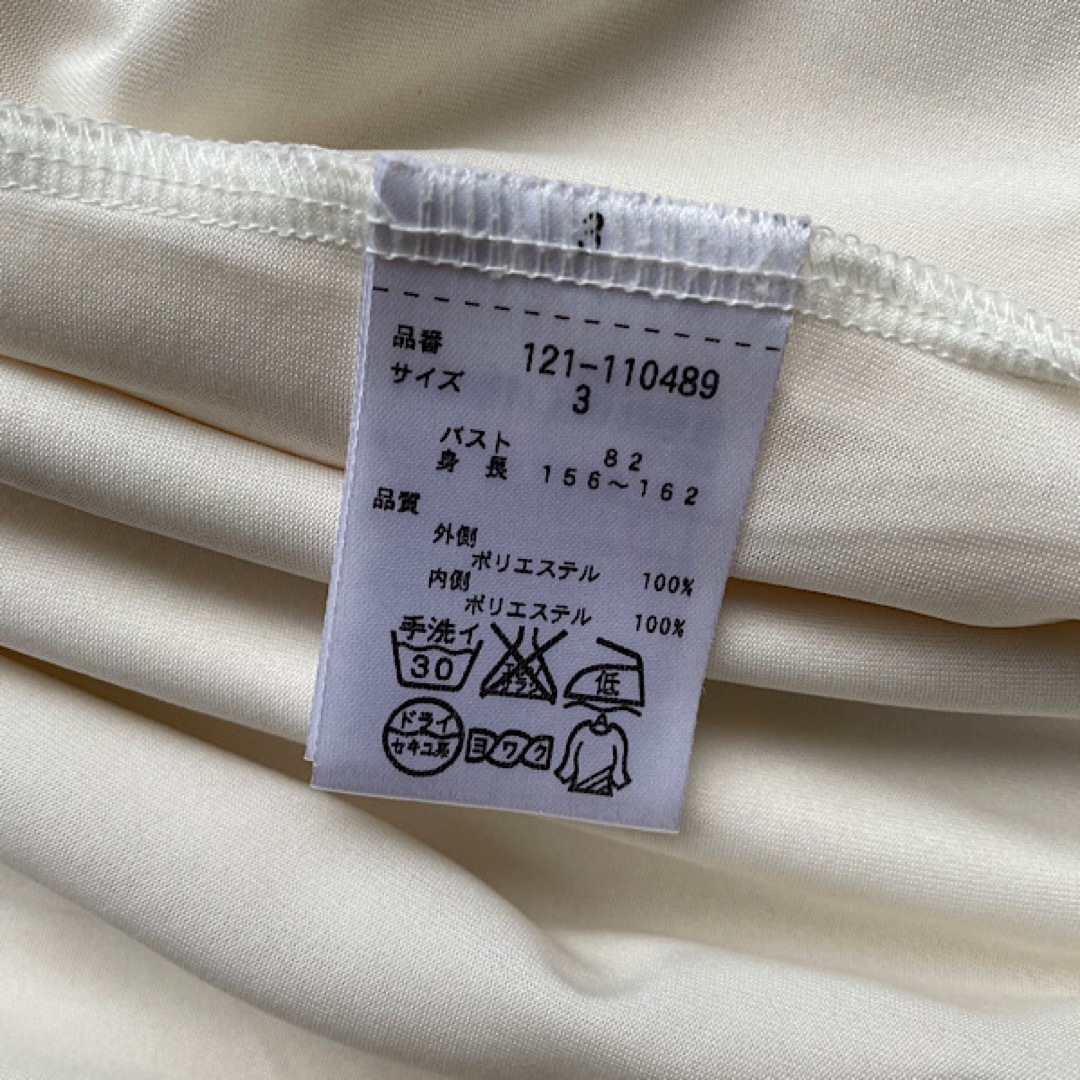 3
品番 121-110489
サイズ 3
バスト 82
身長 156～162
品質
外側
ポリエステル 100%
内側
ポリエステル 100%
手洗イ
30
低
ドライ
セキユ系
ヨワク